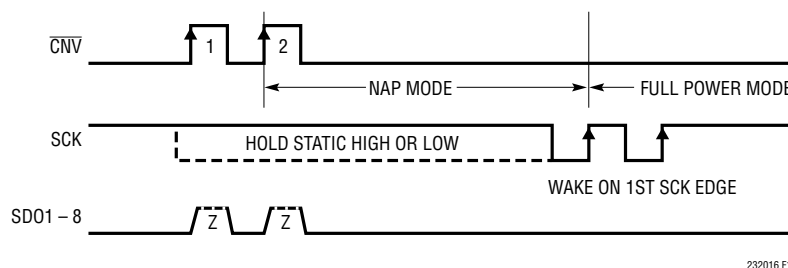 CNV
1 2
NAP MODE FULL POWER MODE
SCK
HOLD STATIC HIGH OR LOW
WAKE ON 1ST SCK EDGE
SDO1 – 8
Z Z